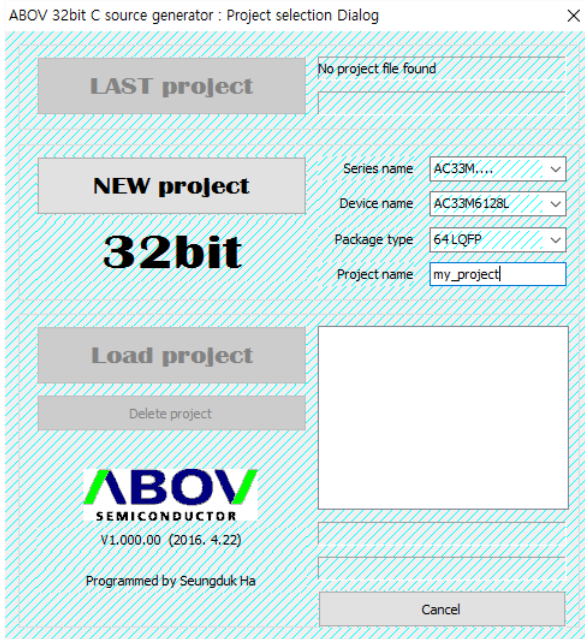 ABOV 32bit C source generator : Project selection Dialog
LAST project
No project file found
NEW project
32bit
Series name AC33M....
Device name AC33M6128L
Package type 64 LQFP
Project name my_project
Load project
Delete project
ABOV
SEMICONDUCTOR
V1.000.00 (2016. 4.22)
Programmed by Seungduk Ha
Cancel